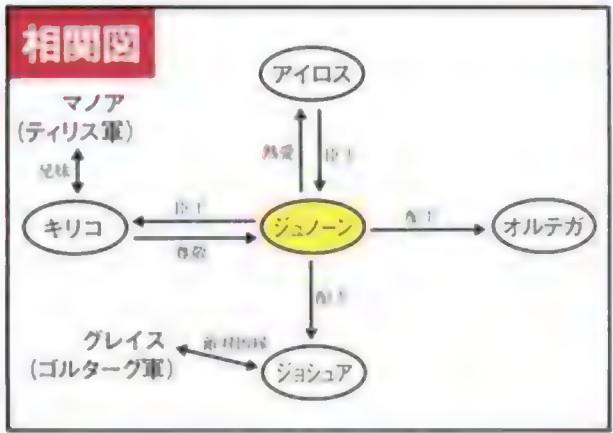 相関図
アイロス
マノア
(ティリス軍)
熱愛
兄妹
キリコ
ジュノーン
オルテガ
尊敬
グレイス
(ゴルターグ軍)
ジョシュア